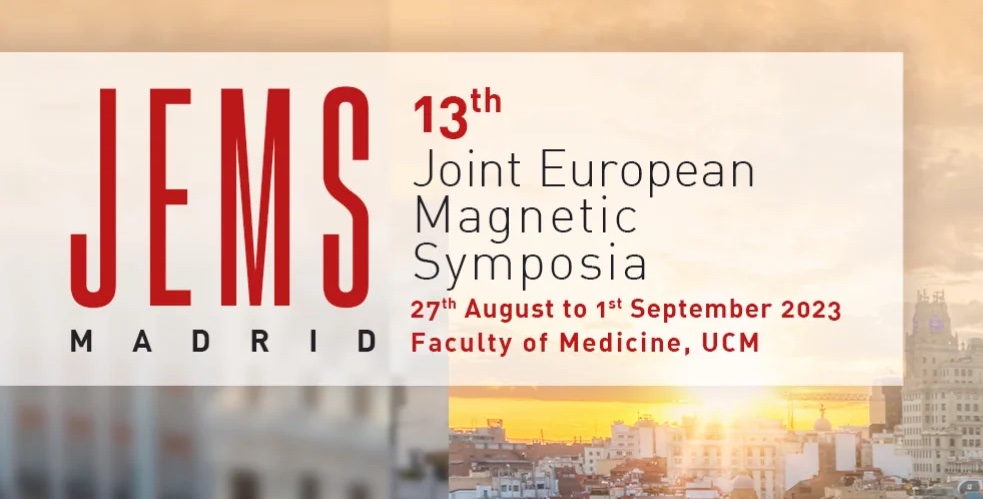 JEMS
MADRID
13th
Joint European
Magnetic
Symposia
27th August to 1st September 2023
Faculty of Medicine, UCM